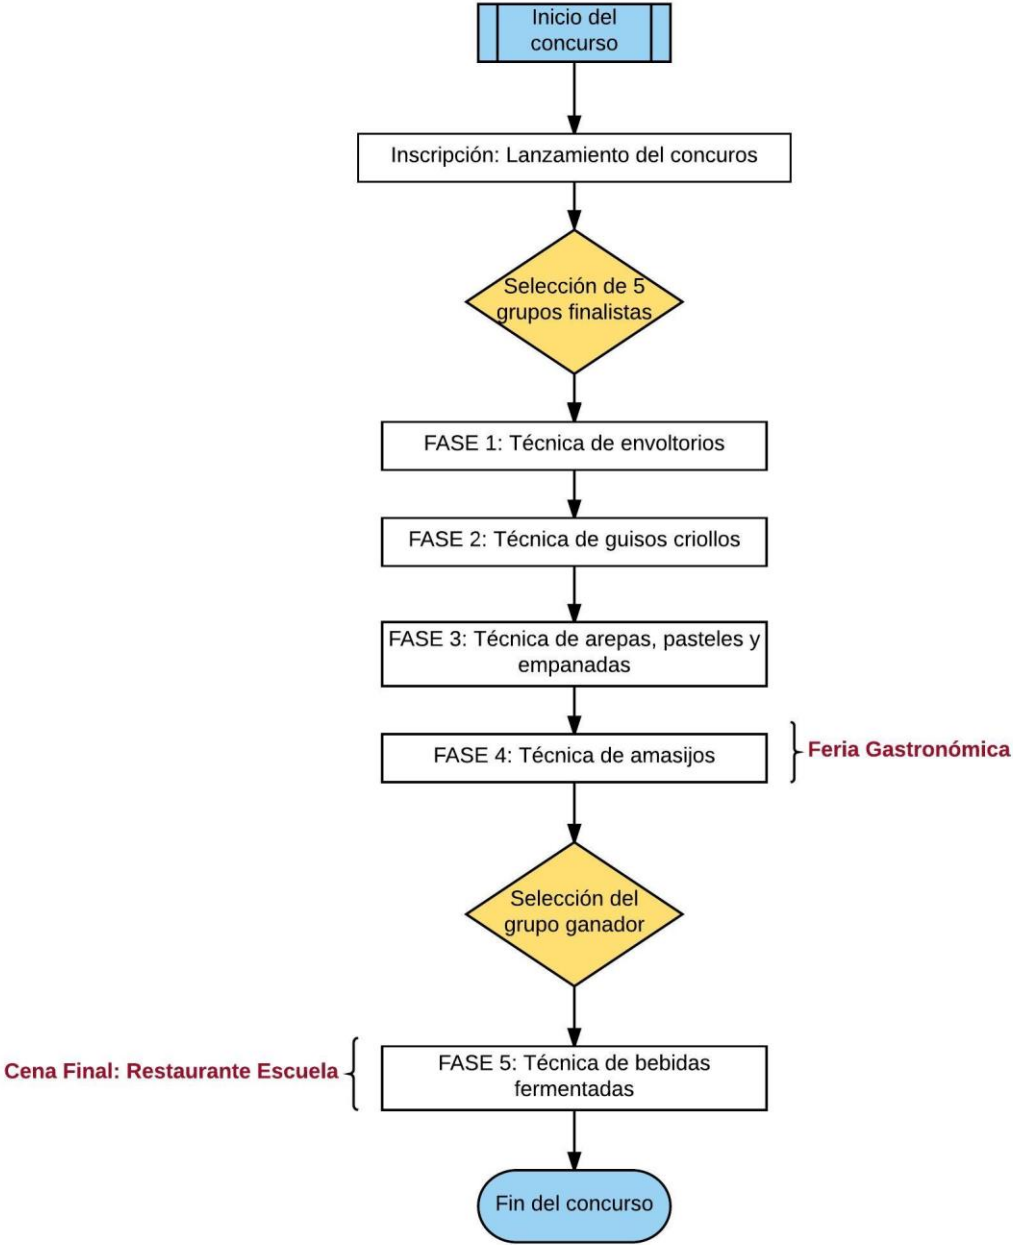 Inicio del
concurso
Inscripción: Lanzamiento del concuros
Selección de 5
grupos finalistas
FASE 1: Técnica de envoltorios
FASE 2: Técnica de guisos criollos
FASE 3: Técnica de arepas, pasteles y
empanadas
FASE 4: Técnica de amasijos
Feria Gastronómica
Selección del
grupo ganador
Cena Final: Restaurante Escuela
FASE 5: Técnica de bebidas
fermentadas
Fin del concurso